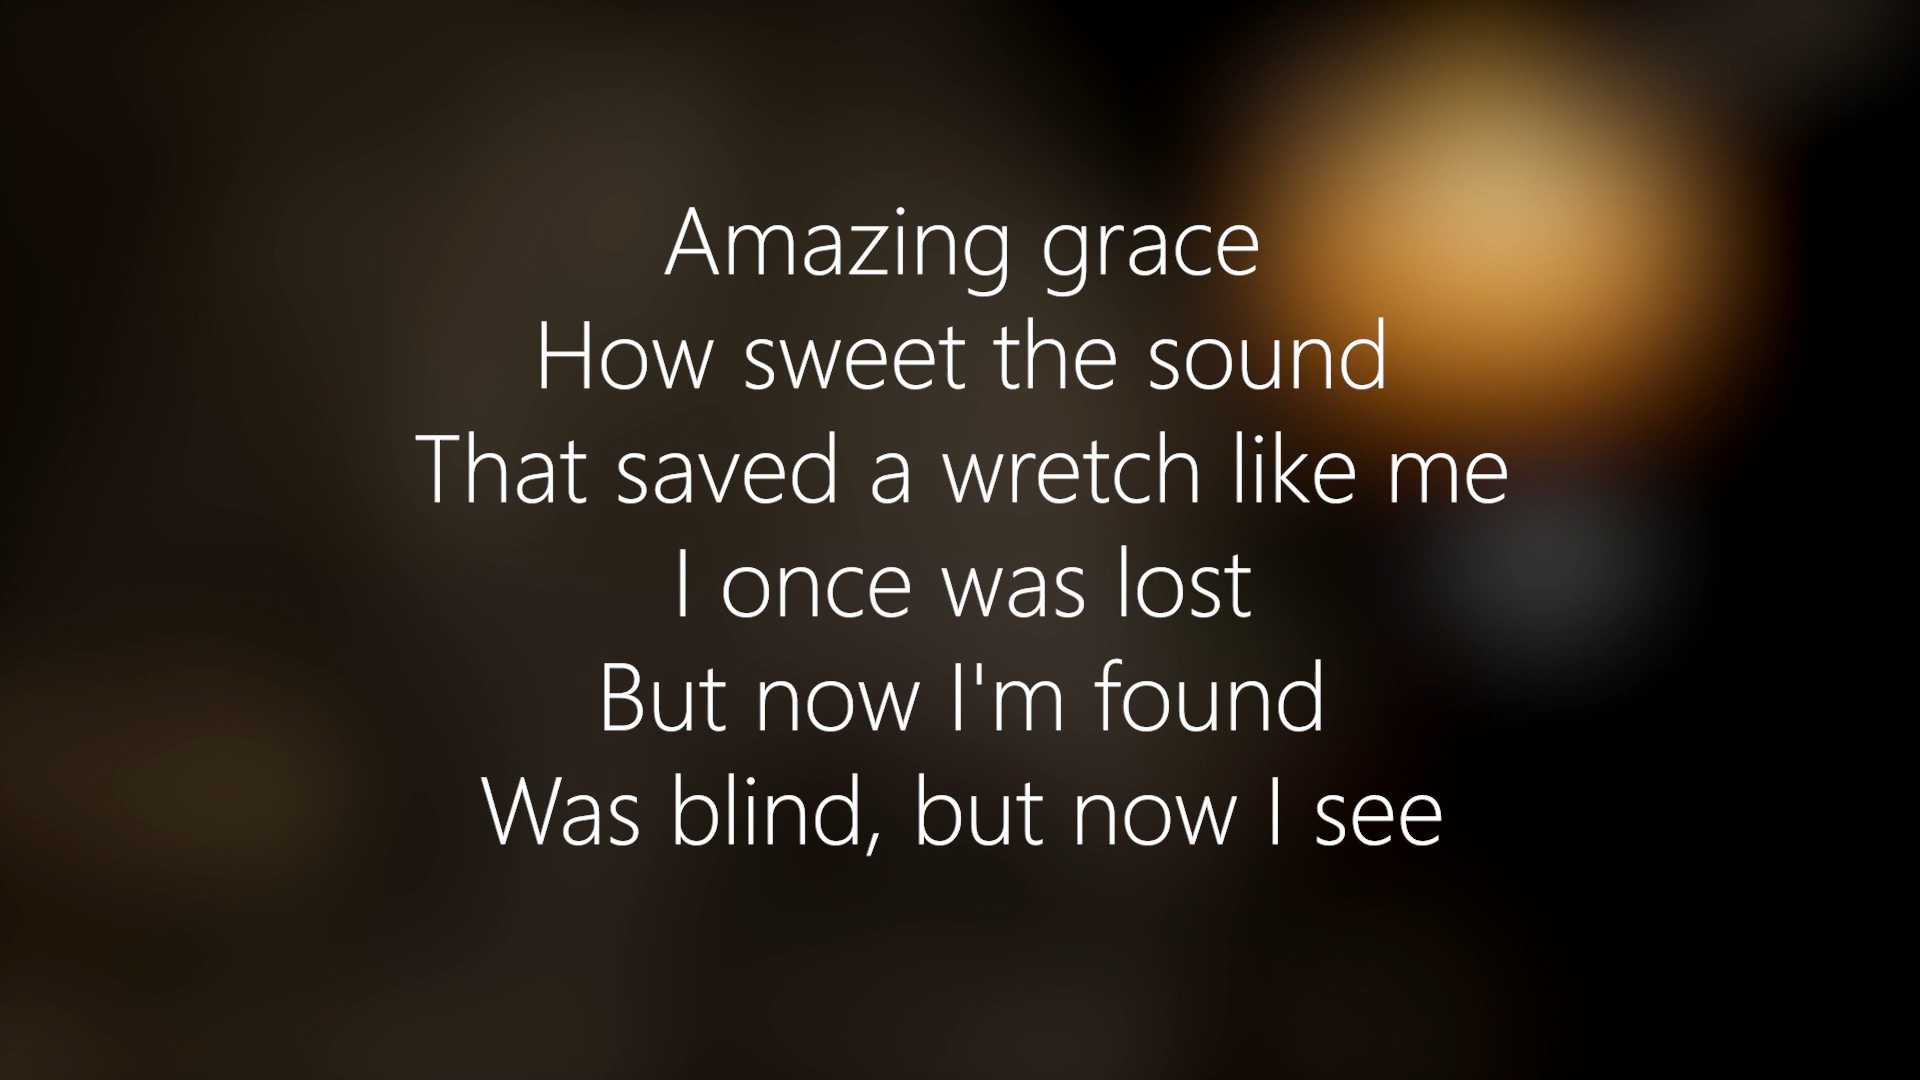 Amazing grace
How sweet the sound
That saved a wretch like me
I once was lost
But now I'm found
Was blind, but now I see